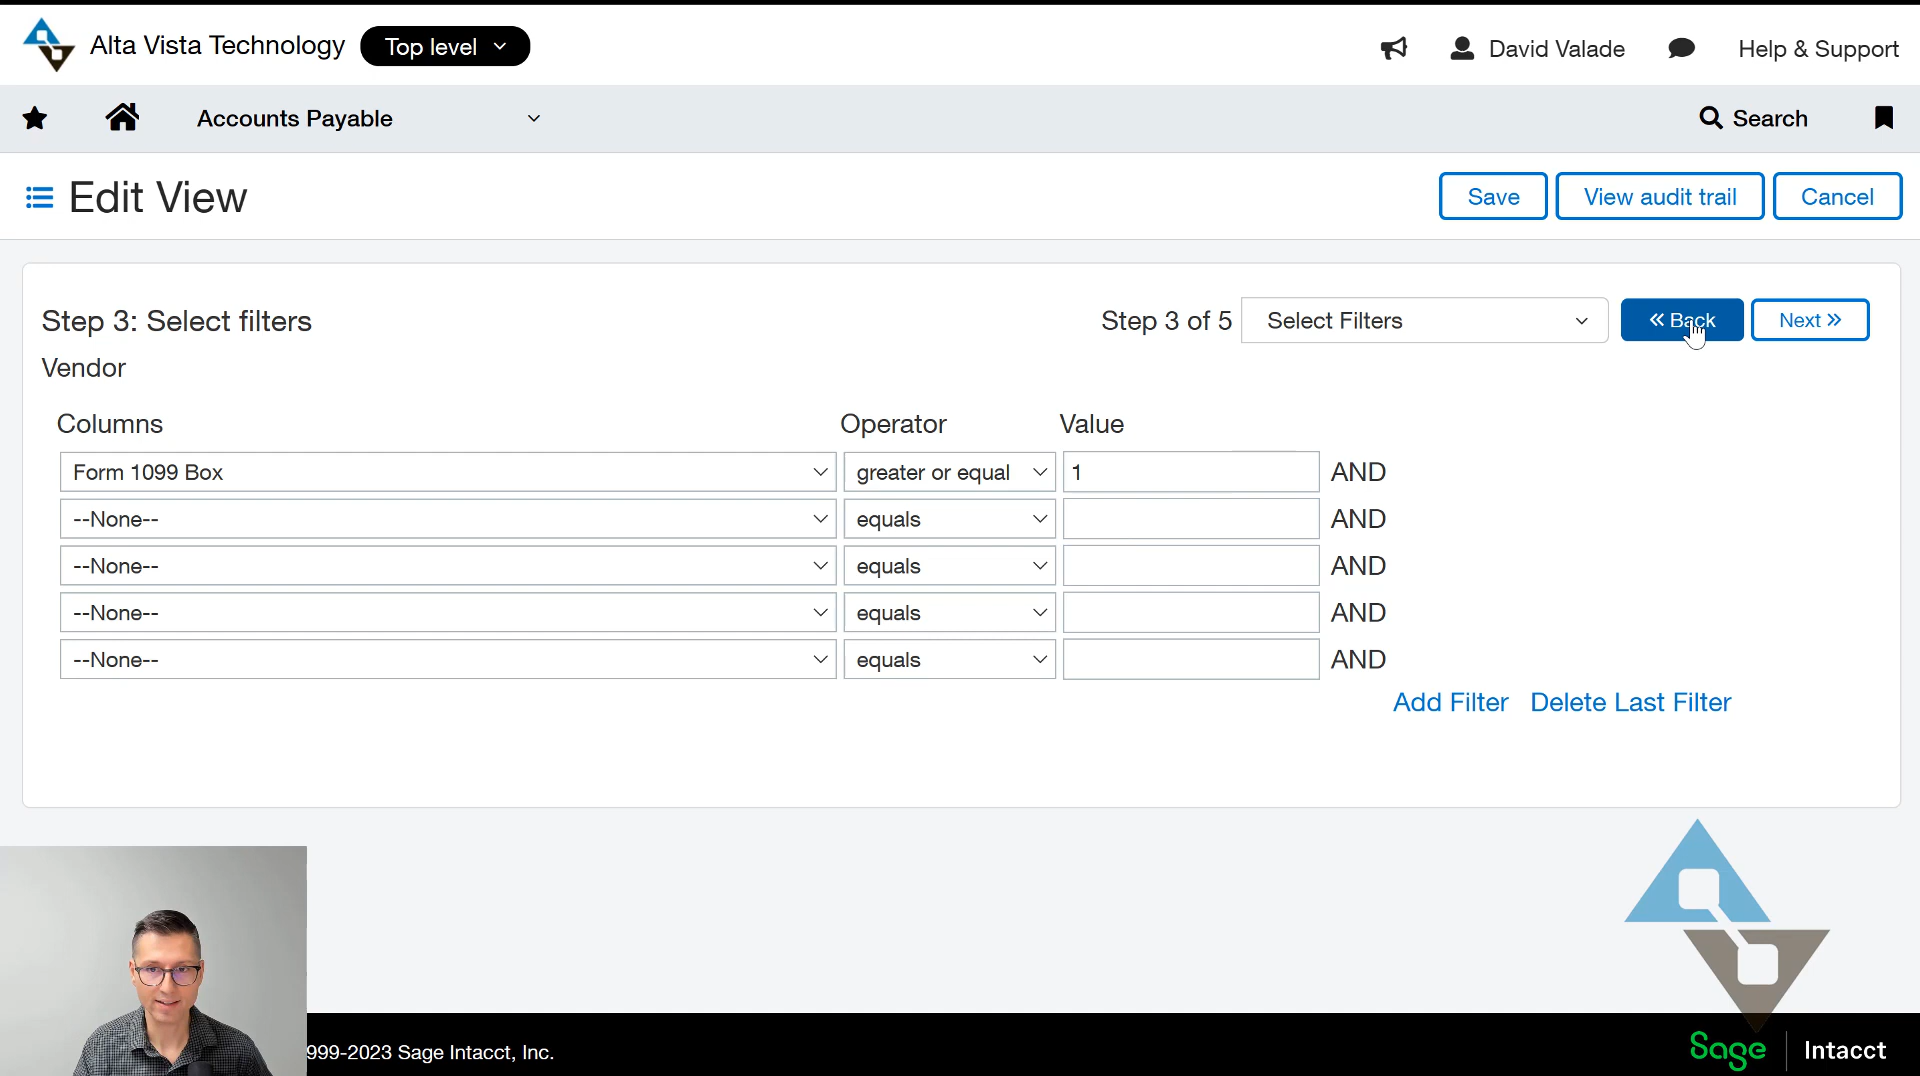 Alta Vista Technology Top level David Valade Help & Support
Accounts Payable Search
Edit View Save View audit trail Cancel
Step 3: Select filters Step 3 of 5 Select Filters « Back Next »
Vendor
Columns Operator Value
Form 1099 Box greater or equal 1 AND
--None-- equals AND
--None-- equals AND
--None-- equals AND
--None-- equals AND
Add Filter Delete Last Filter
999-2023 Sage Intacct, Inc. Sage Intacct